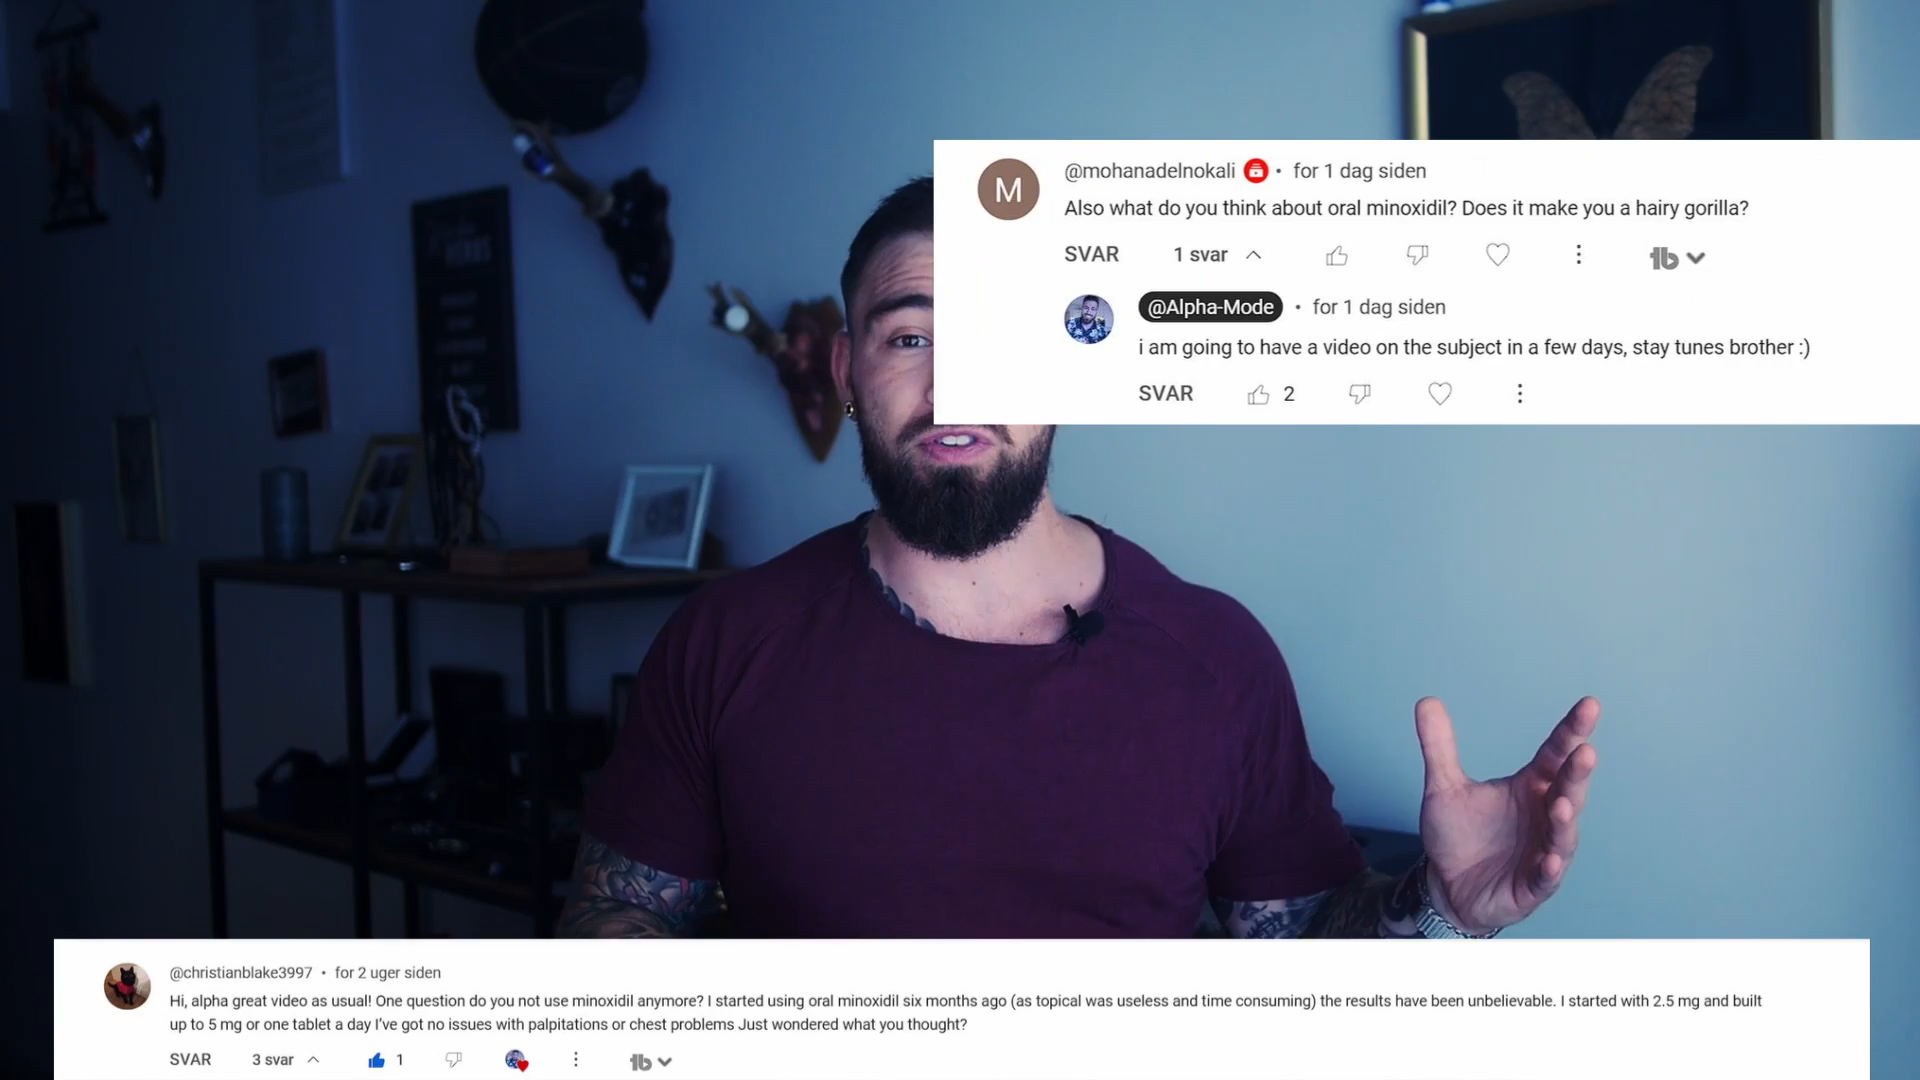 M
@mohanadelnokali • for 1 dag siden
Also what do you think about oral minoxidil? Does it make you a hairy gorilla?
SVAR 1 svar
@Alpha-Mode • for 1 dag siden
i am going to have a video on the subject in a few days, stay tunes brother :)
SVAR 2
@christianblake3997 • for 2 uger siden
Hi, alpha great video as usual! One question do you not use minoxidil anymore? I started using oral minoxidil six months ago (as topical was useless and time consuming) the results have been unbelievable. I started with 2.5 mg and built
up to 5 mg or one tablet a day I've got no issues with palpitations or chest problems Just wondered what you thought?
SVAR 3 svar 1